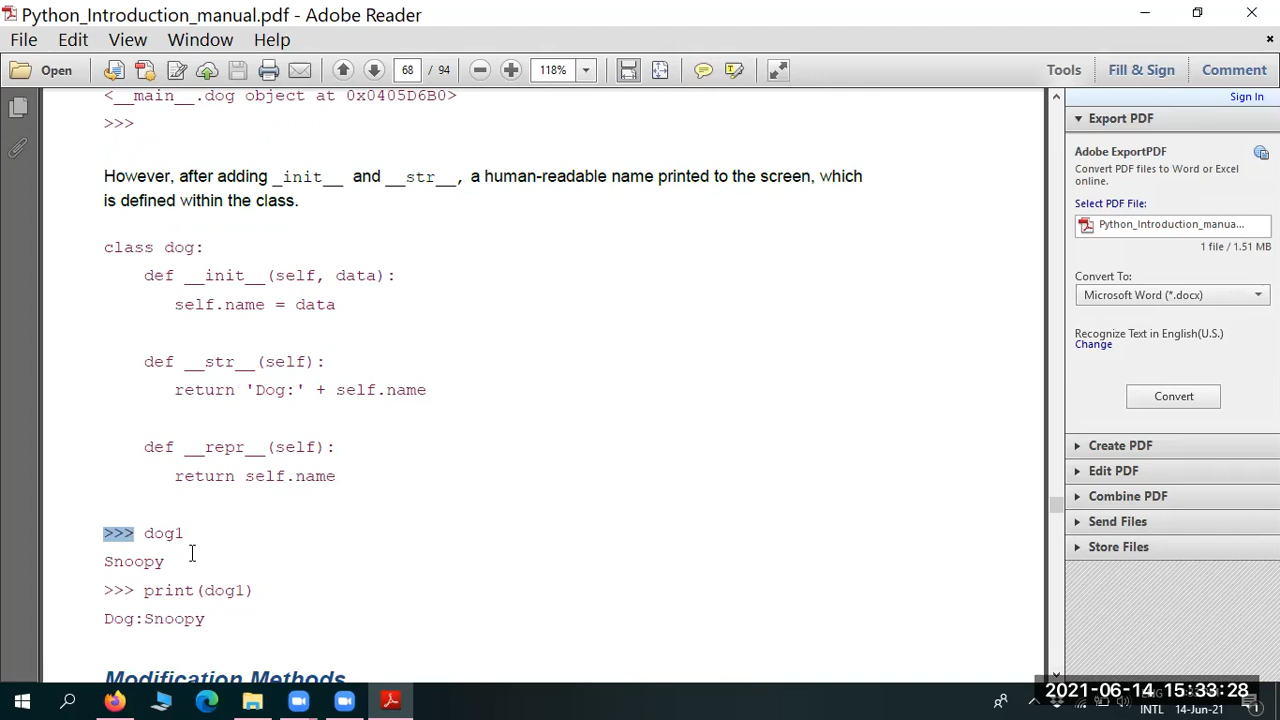 Python_Introduction_manual.pdf - Adobe Reader
File Edit View Window Help
Open 68 / 94 118% Tools Fill & Sign Comment
Sign In
<__main__.dog object at 0x0405D6B0>
>>>
However, after adding _init__ and __str__, a human-readable name printed to the screen, which
is defined within the class.
class dog:
def __init__(self, data):
self.name = data
def __str__(self):
return 'Dog:' + self.name
def __repr__(self):
return self.name
>>> dog1
Snoopy
>>> print(dog1)
Dog:Snoopy
Modification Methods
Export PDF
Adobe ExportPDF
Convert PDF files to Word or Excel
online.
Select PDF File:
Python_Introduction_manua...
1 file / 1.51 MB
Convert To:
Microsoft Word (*.docx)
Recognize Text in English(U.S.)
Change
Convert
Create PDF
Edit PDF
Combine PDF
Send Files
Store Files
2021-06-14 15:33:28
INTL 14-Jun-21